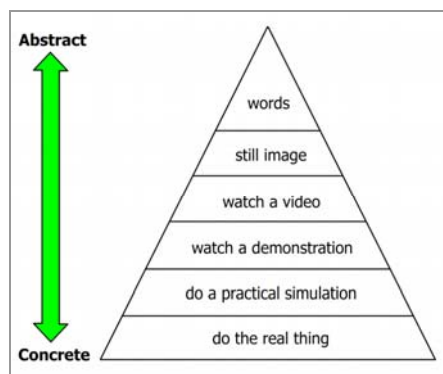 Abstract
words
still image
watch a video
watch a demonstration
do a practical simulation
do the real thing
Concrete